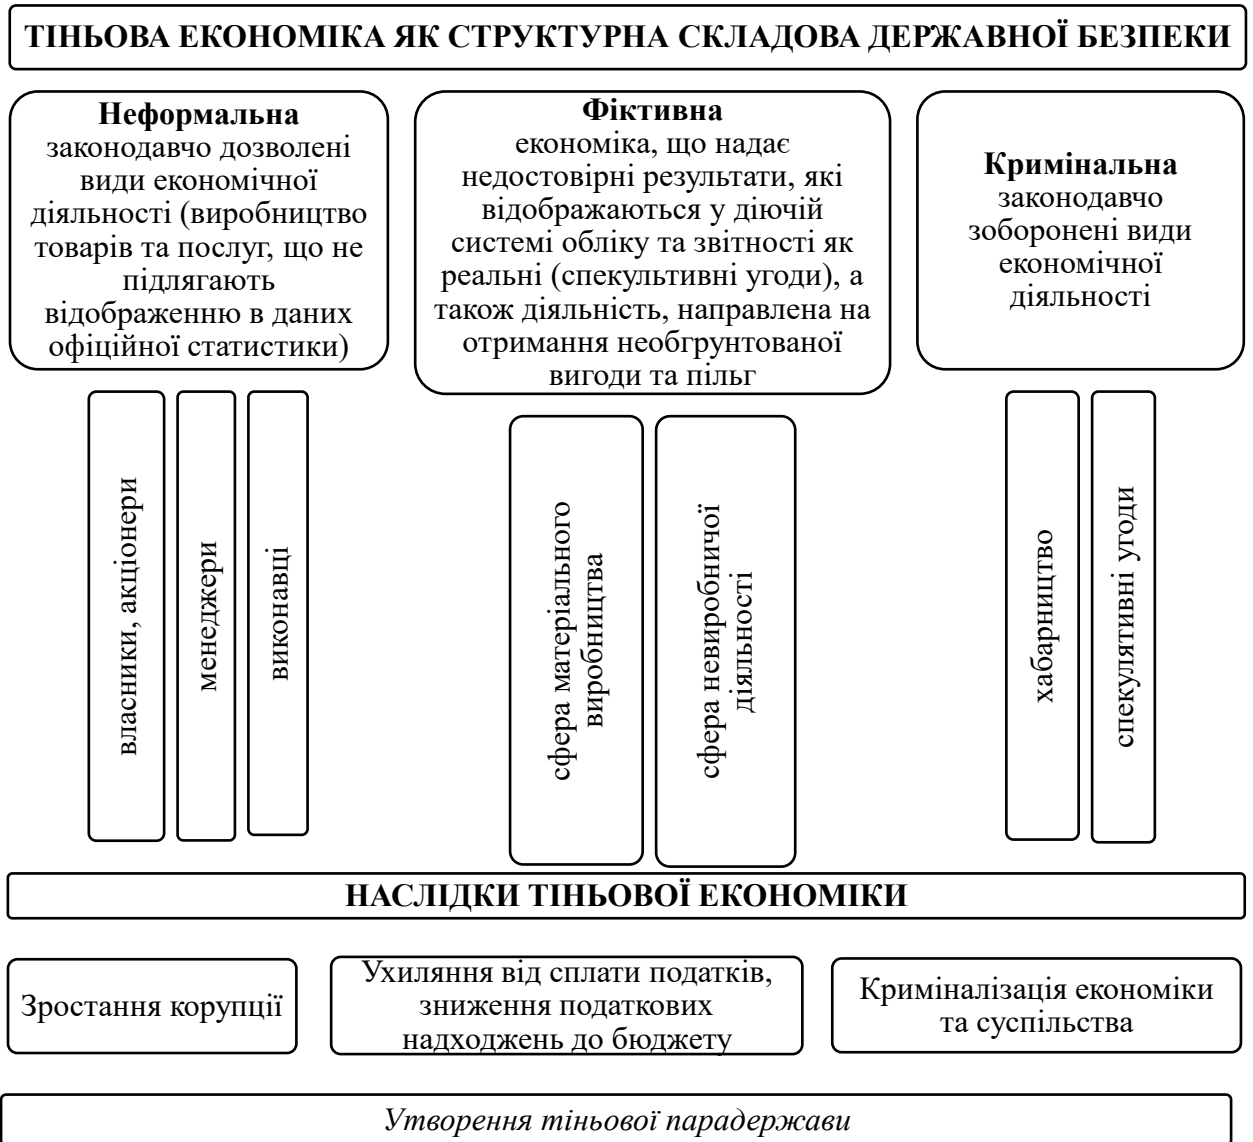 ТІНЬОВА ЕКОНОМІКА ЯК СТРУКТУРНА СКЛАДОВА ДЕРЖАВНОЇ БЕЗПЕКИ
Неформальна
законодавчо дозволені
види економічної
діяльності (виробництво
товарів та послуг, що не
підлягають
відображенню в даних
офіційної статистики)
Фіктивна
економіка, що надає
недостовірні результати, які
відображаються у діючій
системі обліку та звітності як
реальні (спекультивні угоди), а
також діяльність, направлена на
отримання необгрунтованої
вигоди та пільг
Кримінальна
законодавчо
зоборонені види
економічної
діяльності
власники, акціонери
менеджери
виконавці
сфера матеріального
виробництва
сфера невиробничої
діяльності
хабарництво
спекулятивні угоди
НАСЛІДКИ ТІНЬОВОЇ ЕКОНОМІКИ
Зростання корупції
Ухиляння від сплати податків,
зниження податкових
надходжень до бюджету
Криміналізація економіки
та суспільства
Утворення тіньової парадержави